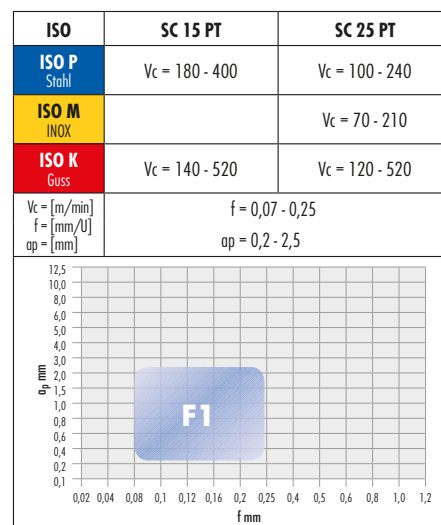 ISO SC 15 PT SC 25 PT
ISO P
Stahl
Vc = 180 - 400 Vc = 100 - 240
ISO M
INOX
Vc = 70 - 210
ISO K
Guss
Vc = 140 - 520 Vc = 120 - 520
Vc = [m/min]
f = [mm/U]
ap = [mm]
f = 0,07 - 0,25
ap = 0,2 - 2,5
12,5
10,0
8,0
6,0
5,0
4,0
3,0
2,0
1,5
1,0
0,8
0,6
0,4
0,2
0,1
ap mm
F1
0,02 0,04 0,08 0,1 0,12 0,16 0,2 0,25 0,4 0,5 0,6 0,8 1,0 1,2
f mm